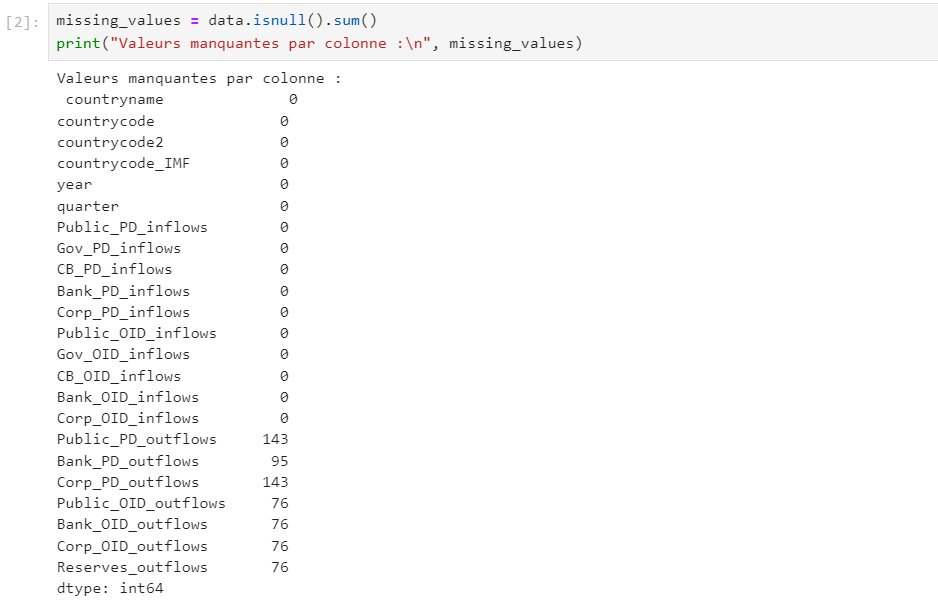 [2]: missing_values = data.isnull().sum()
print("Valeurs manquantes par colonne :\n", missing_values)
Valeurs manquantes par colonne :
countryname 0
countrycode 0
countrycode2 0
countrycode_IMF 0
year 0
quarter 0
Public_PD_inflows 0
Gov_PD_inflows 0
CB_PD_inflows 0
Bank_PD_inflows 0
Corp_PD_inflows 0
Public_OID_inflows 0
Gov_OID_inflows 0
CB_OID_inflows 0
Bank_OID_inflows 0
Corp_OID_inflows 0
Public_PD_outflows 143
Bank_PD_outflows 95
Corp_PD_outflows 143
Public_OID_outflows 76
Bank_OID_outflows 76
Corp_OID_outflows 76
Reserves_outflows 76
dtype: int64